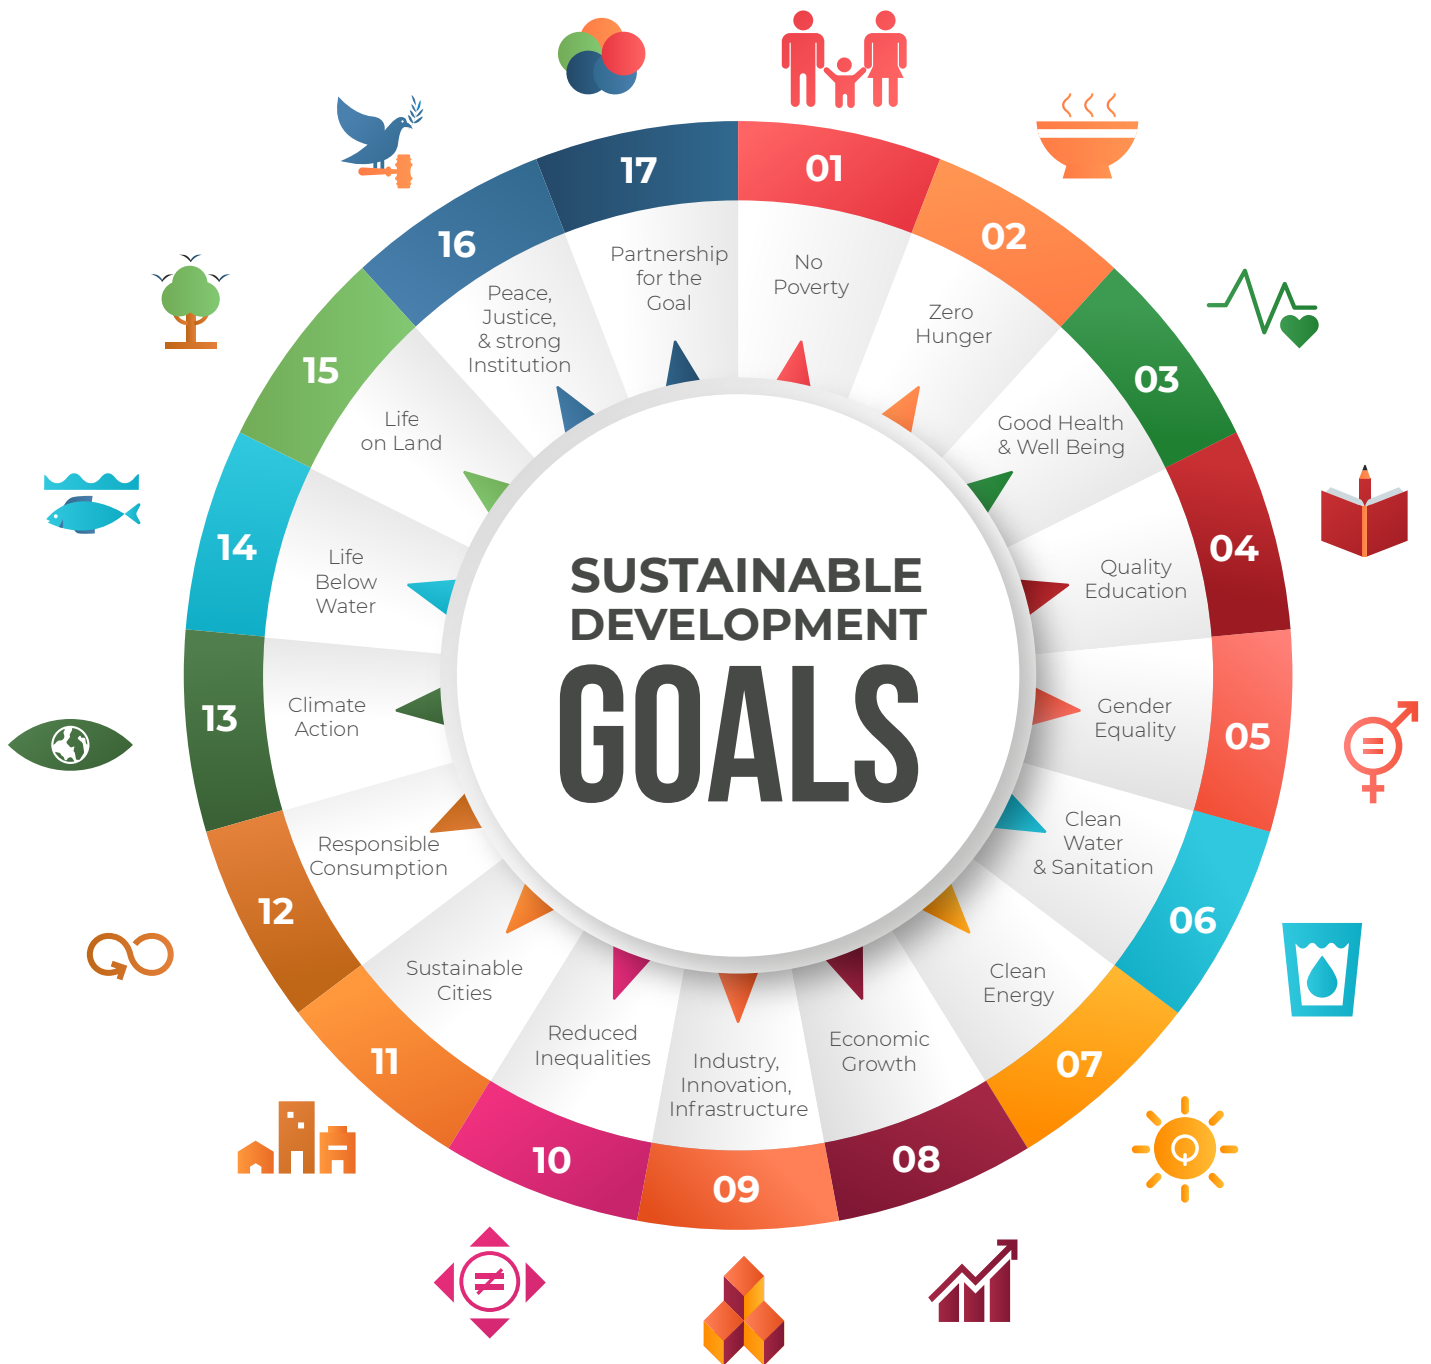 SUSTAINABLE
DEVELOPMENT
GOALS
01
No
Poverty
02
Zero
Hunger
03
Good Health
& Well Being
04
Quality
Education
05
Gender
Equality
06
Clean
Water
& Sanitation
07
Clean
Energy
08
Economic
Growth
09
Industry,
Innovation,
Infrastructure
10
Reduced
Inequalities
11
Sustainable
Cities
12
Responsible
Consumption
13
Climate
Action
14
Life
Below
Water
15
Life
on Land
16
Peace,
Justice,
& strong
Institution
17
Partnership
for the
Goal